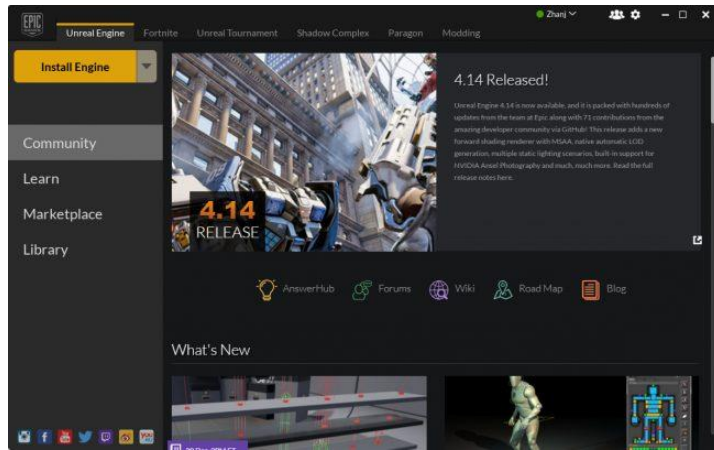 EPIC
GAMES
Zhanj
Unreal Engine
Fortnite
Unreal Tournament
Shadow Complex
Paragon
Modding
Install Engine
Community
Learn
Marketplace
Library
4.14
RELEASE
4.14 Released!
Unreal Engine 4.14 is now available, and it is packed with hundreds of
updates from the team at Epic along with 71 contributions from the
amazing developer community via GitHub! This release adds a new
forward shading renderer with MSAA, native automatic LOD
generation, multiple static lighting scenarios, built-in support for
NVIDIA Ansel Photography and much, much more. Read the full
release notes here.
AnswerHub
Forums
Wiki
Road Map
Blog
What's New